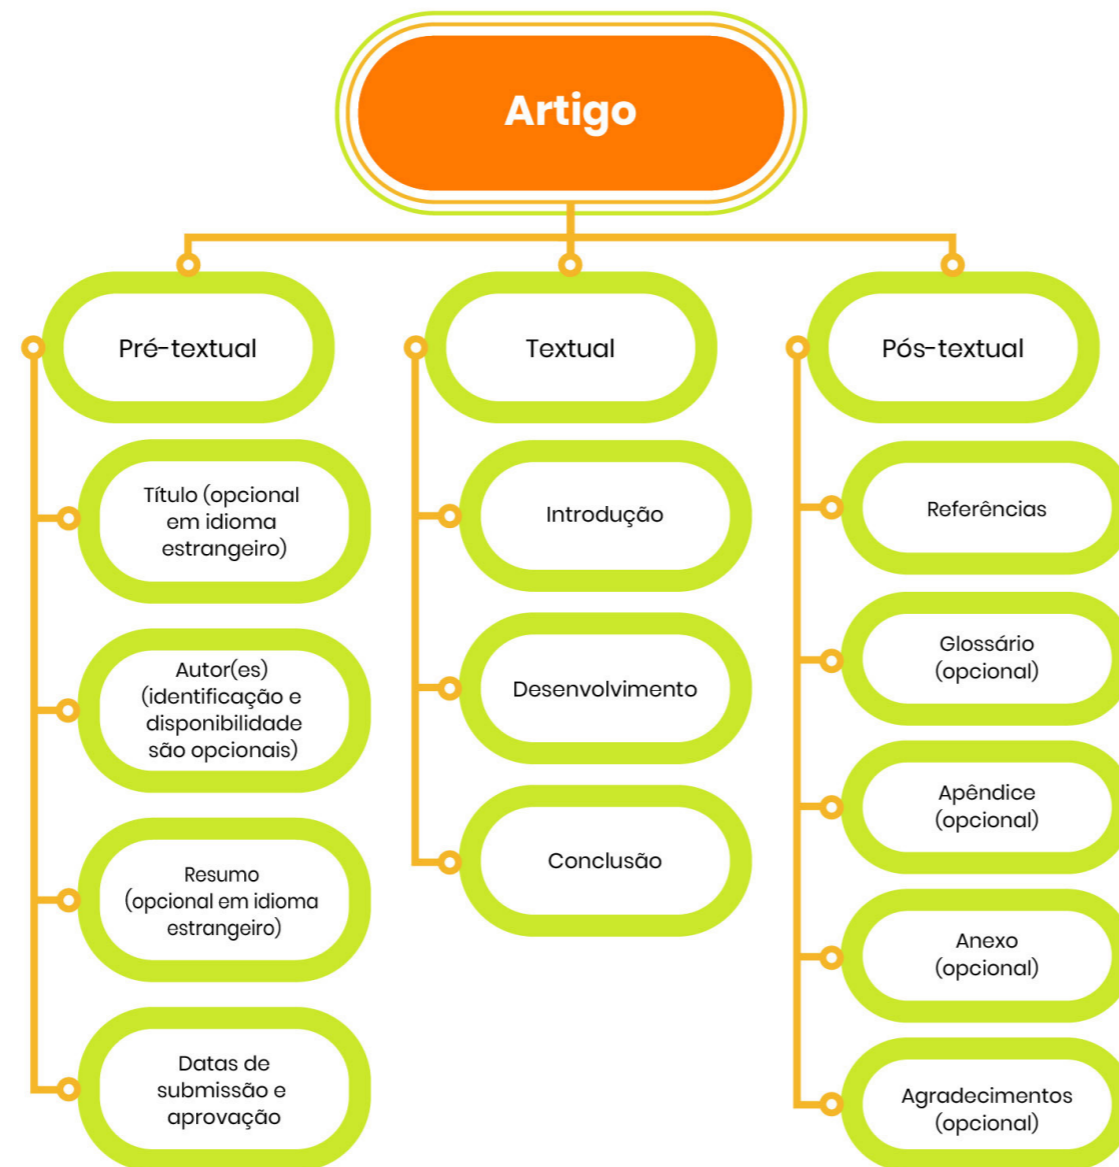 Artigo
Pré-textual
Título (opcional
em idioma
estrangeiro)
Autor(es)
(identificação e
disponibilidade
são opcionais)
Resumo
(opcional em idioma
estrangeiro)
Datas de
submissão e
aprovação
Textual
Introdução
Desenvolvimento
Conclusão
Pós-textual
Referências
Glossário
(opcional)
Apêndice
(opcional)
Anexo
(opcional)
Agradecimentos
(opcional)